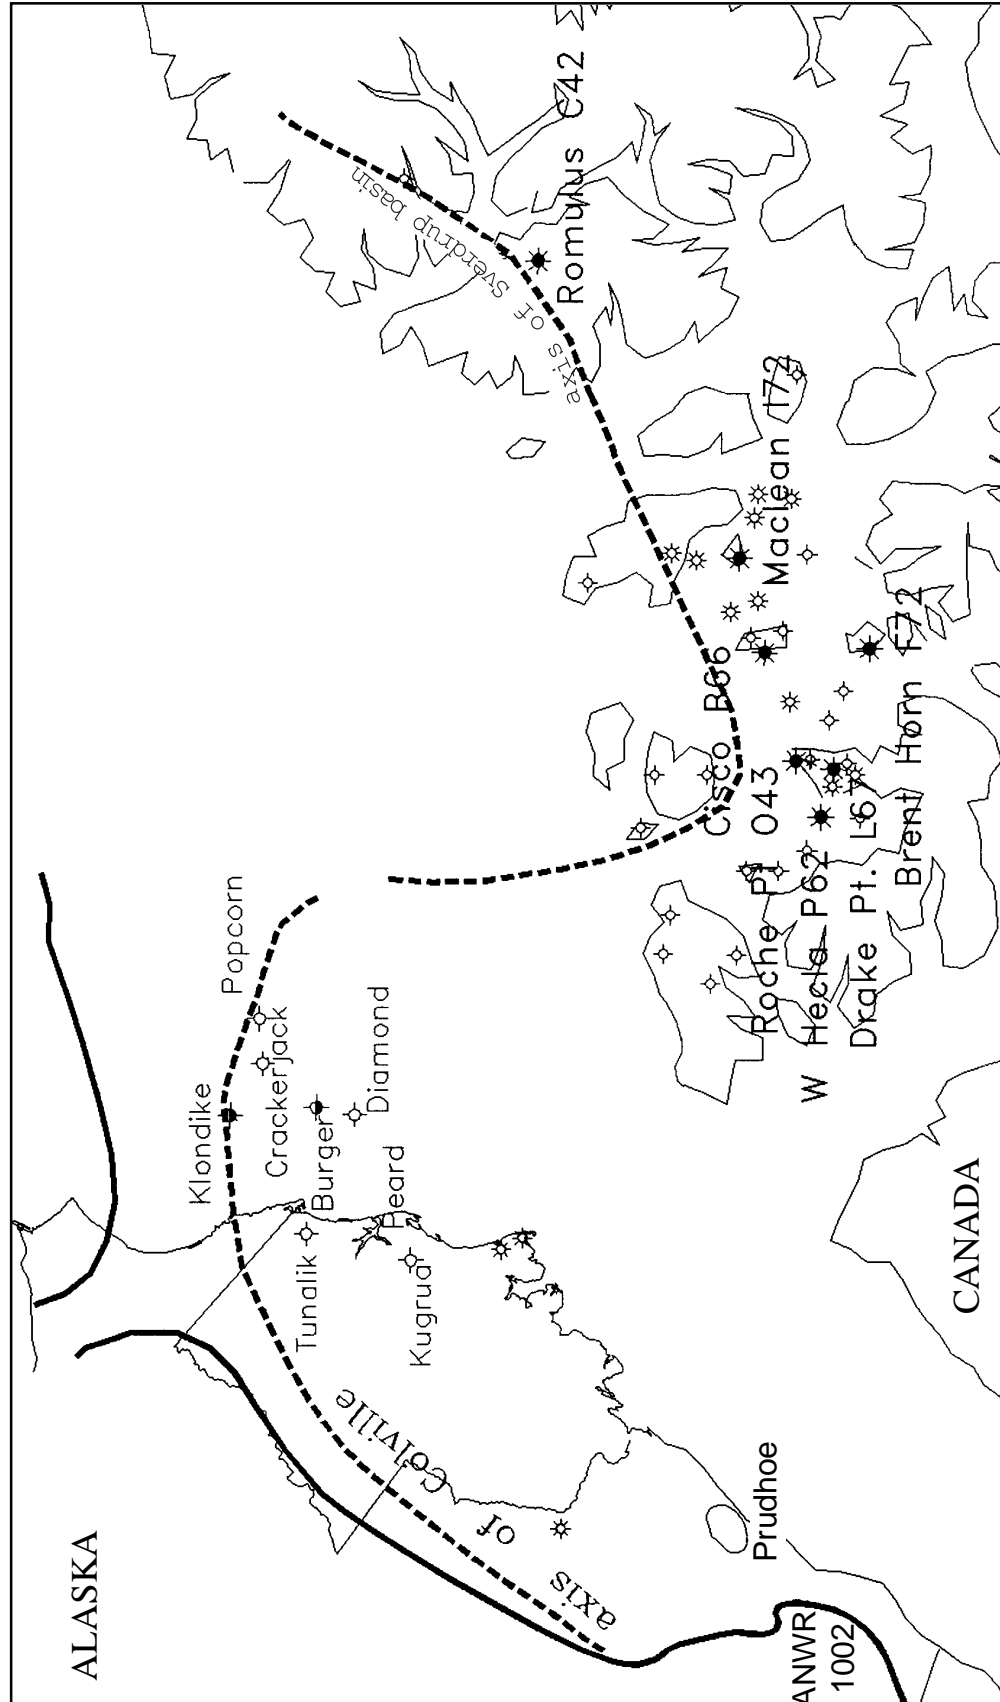 ALASKA
CANADA
Klondike
Popcorn
Crackerjack
Burger
Diamond
Peard
Tunalik
Kugrua
axis of Colville
Prudhoe
ANWR
1002
axis of Sverdrup basin
Romulus C42
Maclean I72
Cisco B66
Roche P1 O43
W Hecla P62
Drake Pt. L67
Brent Horn F72